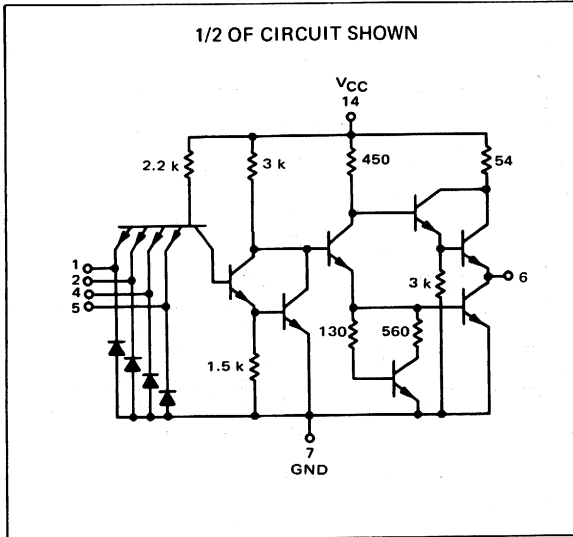 1/2 OF CIRCUIT SHOWN
VCC
14
2.2 k
3 k
450
54
1
2
4
5
3 k
6
130
560
1.5 k
7
GND